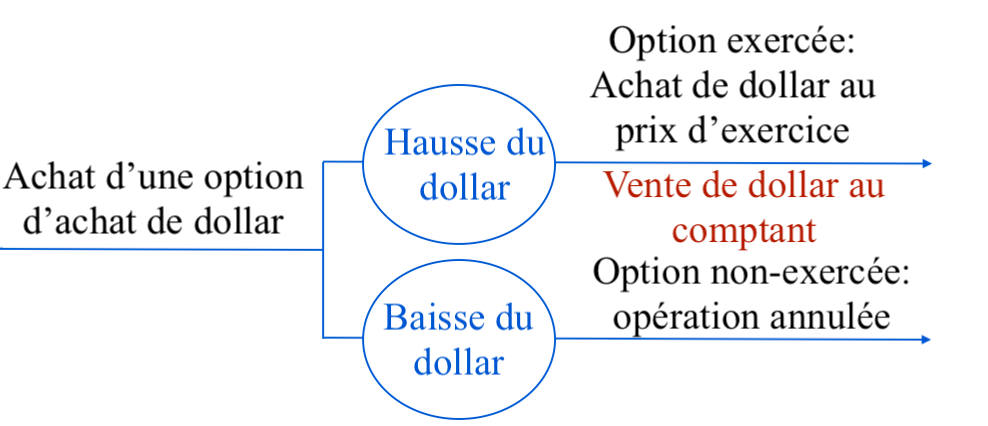 Achat d’une option
d’achat de dollar
Hausse du
dollar
Option exercée:
Achat de dollar au
prix d’exercice
Vente de dollar au
comptant
Baisse du
dollar
Option non-exercée:
opération annulée